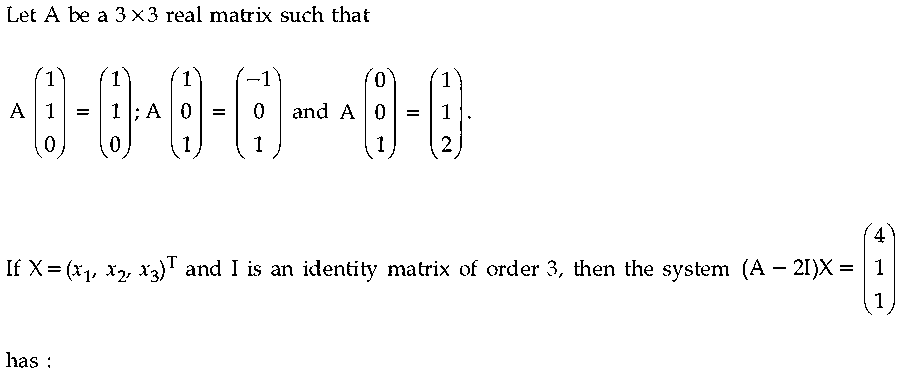 Let A be a 3×3 real matrix such that
A (1 1 0) = (1 1 0) ; A (1 0 1) = (−1 0 1) and A (0 0 1) = (1 1 2) .
If X = (x₁, x₂, x₃)ᵀ and I is an identity matrix of order 3, then the system (A − 2I)X = (4 1 1)
has :